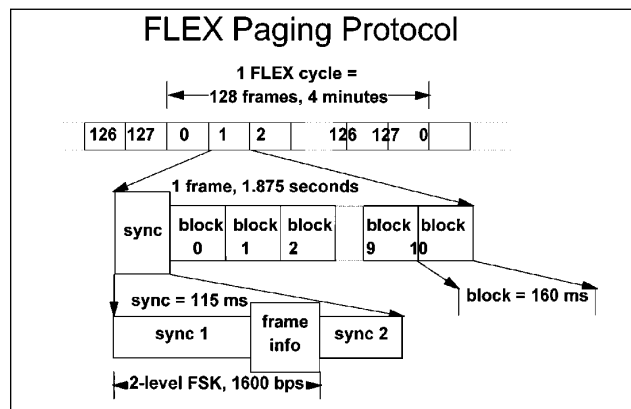 FLEX Paging Protocol
1 FLEX cycle =
128 frames, 4 minutes
126 127 0 1 2 126 127 0
1 frame, 1.875 seconds
sync
block block block block block
0 1 2 9 10
sync = 115 ms
block = 160 ms
sync 1
frame
info
sync 2
2-level FSK, 1600 bps